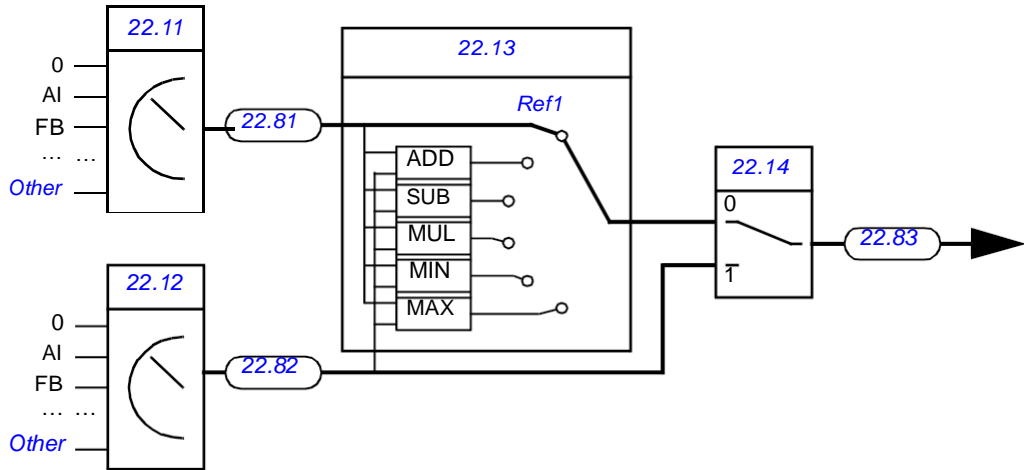 22.11
0
AI
FB
... ...
Other
22.81
22.13
Ref1
ADD
SUB
MUL
MIN
MAX
22.14
0
1
22.83
22.12
0
AI
FB
... ...
Other
22.82